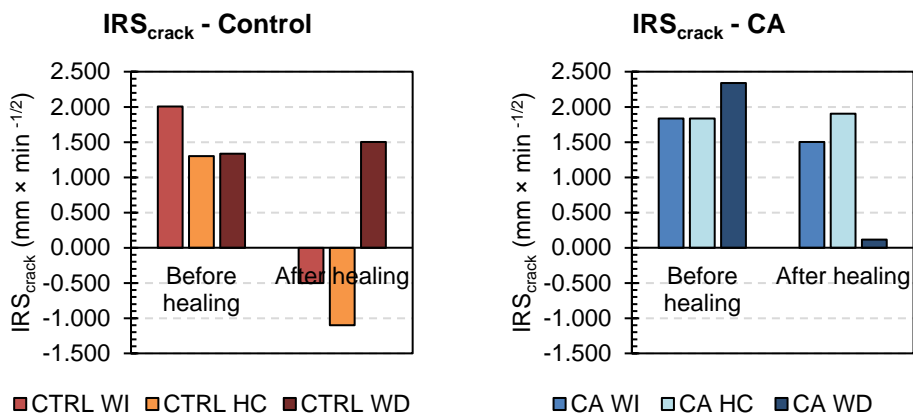 IRScrack - Control
IRScrack (mm × min -1/2)
2.500
2.000
1.500
1.000
0.500
0.000
-0.500
-1.000
-1.500
Before
healing
After healing
CTRL WI CTRL HC CTRL WD
IRScrack - CA
IRScrack (mm × min -1/2)
2.500
2.000
1.500
1.000
0.500
0.000
-0.500
-1.000
-1.500
Before
healing
After healing
CA WI CA HC CA WD